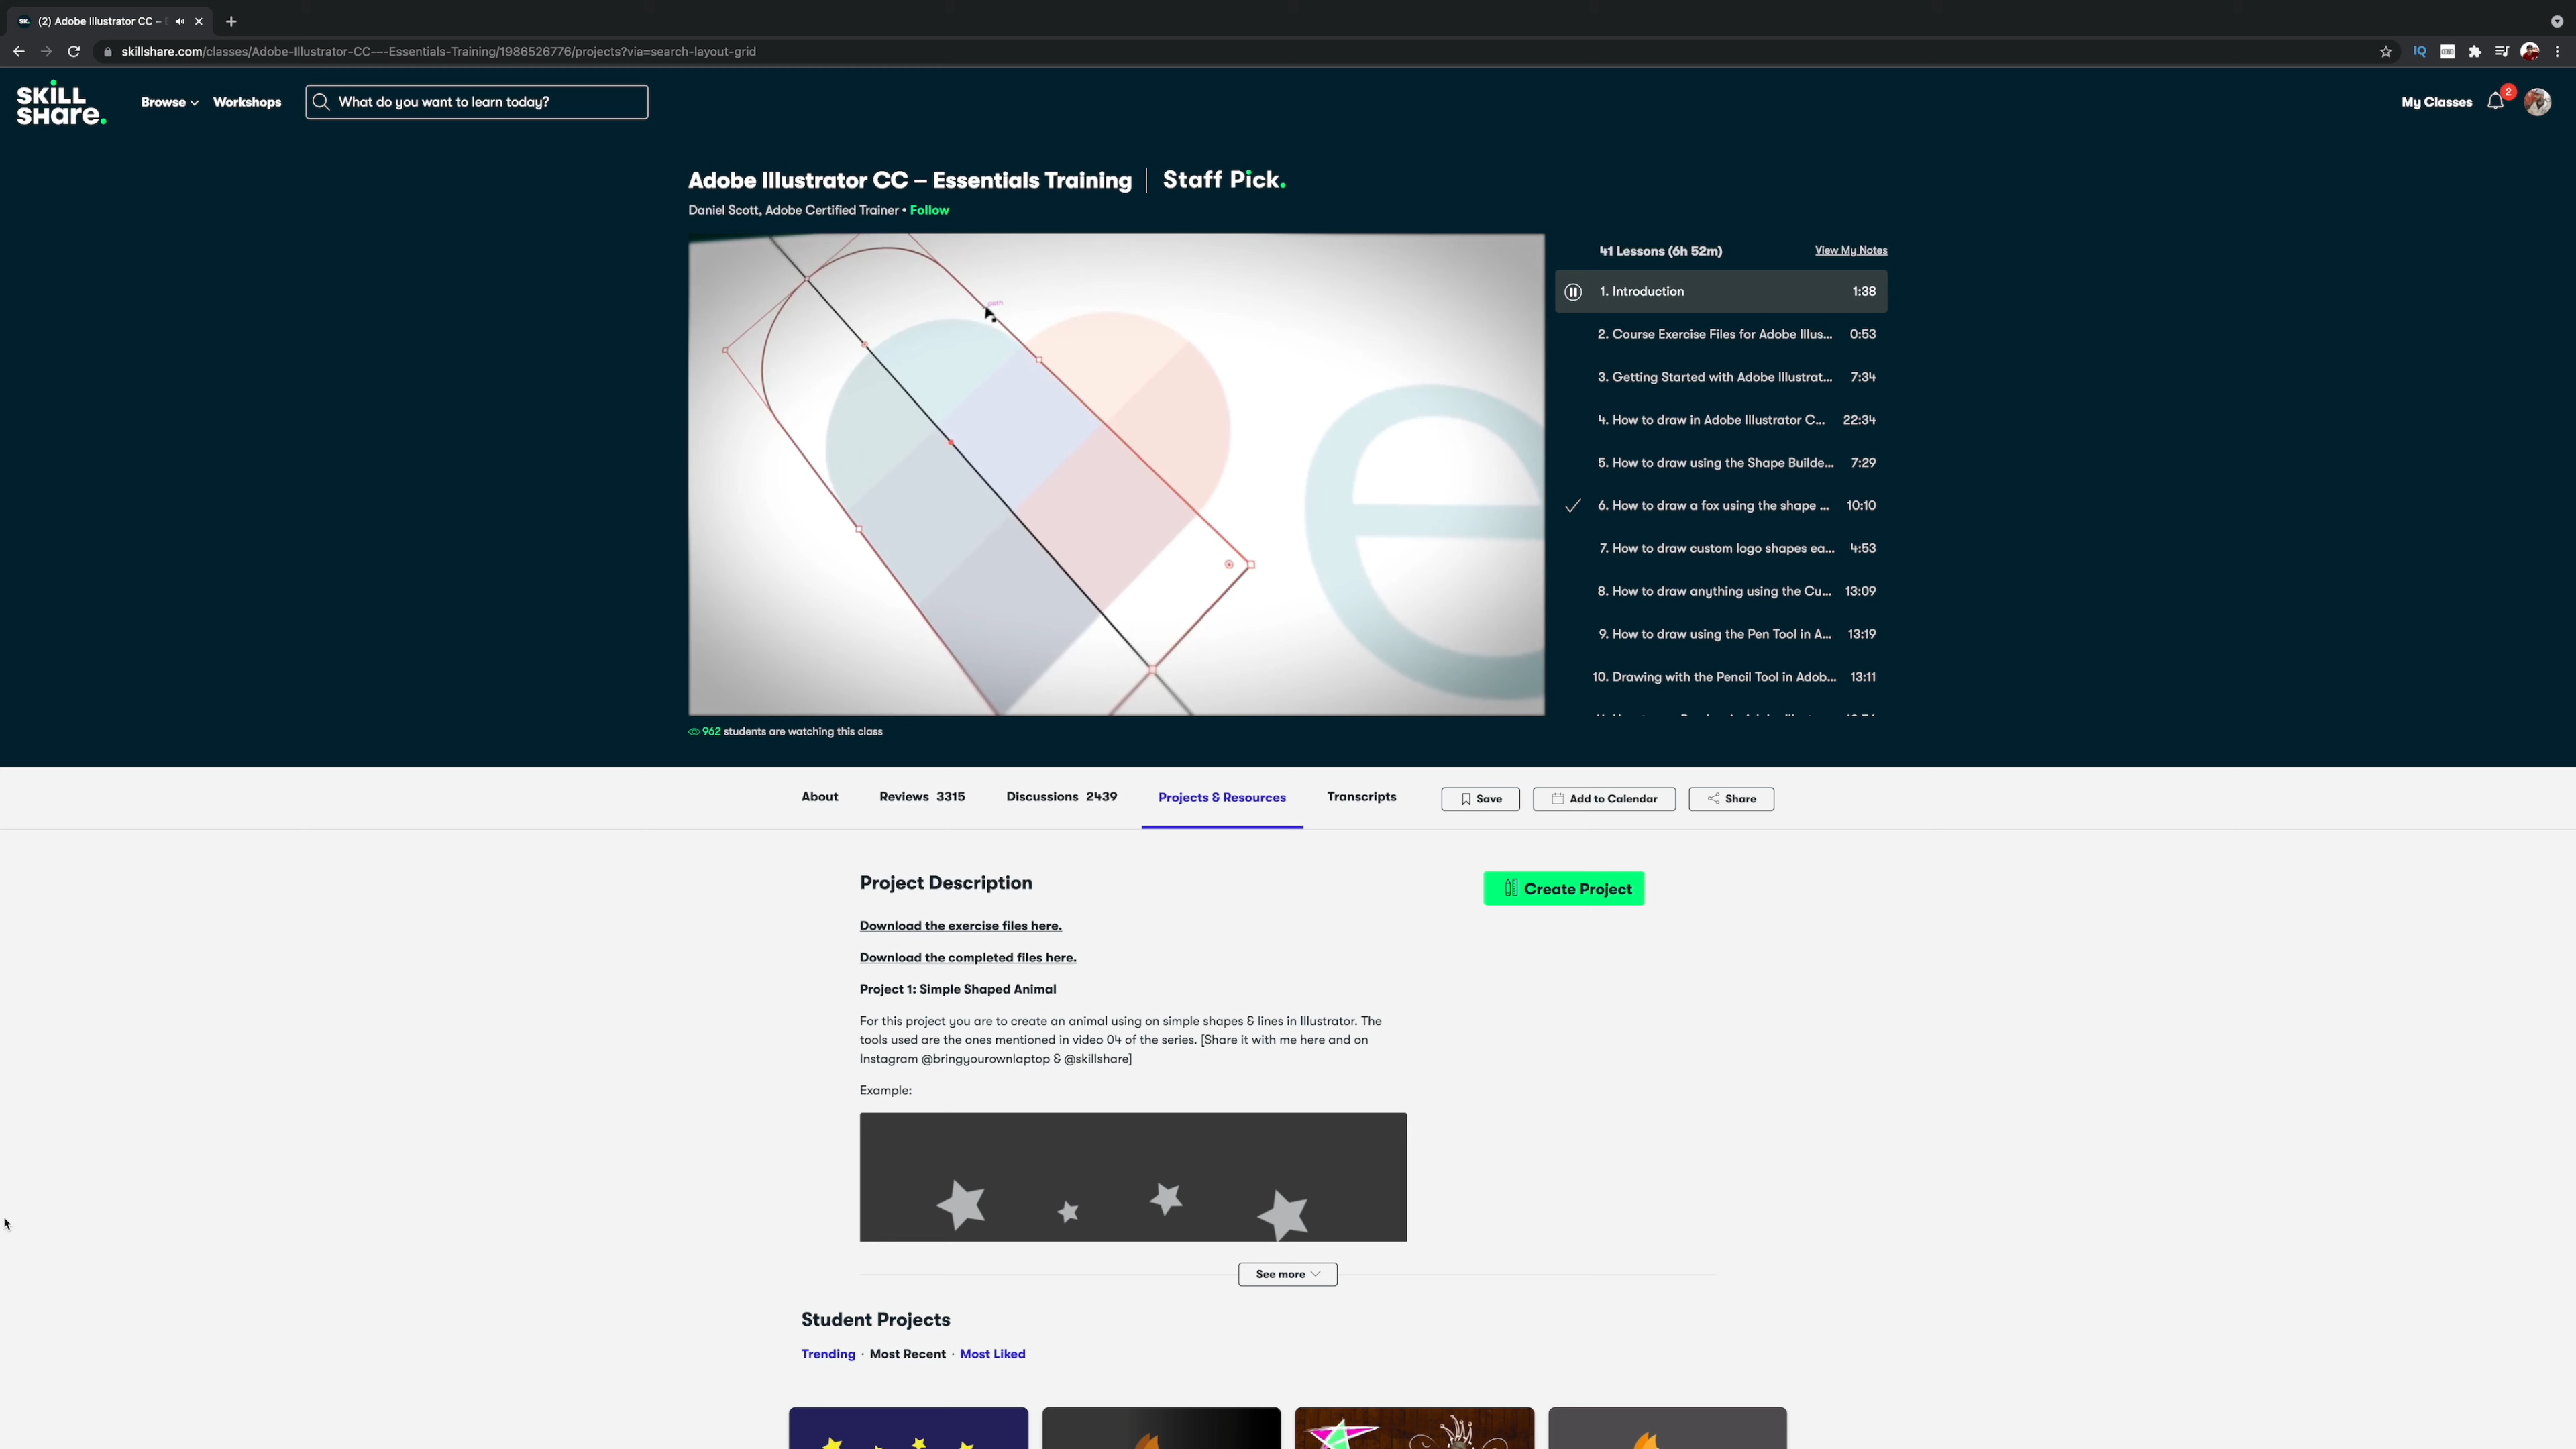 (2) Adobe Illustrator CC –
skillshare.com/classes/Adobe-Illustrator-CC-–-Essentials-Training/1986526776/projects?via=search-layout-grid
SKILL
SHare.
Browse
Workshops
What do you want to learn today?
My Classes
2
Adobe Illustrator CC – Essentials Training
Staff Pick.
Daniel Scott, Adobe Certified Trainer • Follow
path
e
962 students are watching this class
41 Lessons (6h 52m)
View My Notes
1. Introduction 1:38
2. Course Exercise Files for Adobe Illus... 0:53
3. Getting Started with Adobe Illustrat... 7:34
4. How to draw in Adobe Illustrator C... 22:34
5. How to draw using the Shape Builde... 7:29
6. How to draw a fox using the shape ... 10:10
7. How to draw custom logo shapes ea... 4:53
8. How to draw anything using the Cu... 13:09
9. How to draw using the Pen Tool in A... 13:19
10. Drawing with the Pencil Tool in Adob... 13:11
About
Reviews 3315
Discussions 2439
Projects & Resources
Transcripts
Save
Add to Calendar
Share
Project Description
Create Project
Download the exercise files here.
Download the completed files here.
Project 1: Simple Shaped Animal
For this project you are to create an animal using on simple shapes & lines in Illustrator. The
tools used are the ones mentioned in video 04 of the series. [Share it with me here and on
Instagram @bringyourownlaptop & @skillshare]
Example:
See more
Student Projects
Trending · Most Recent · Most Liked